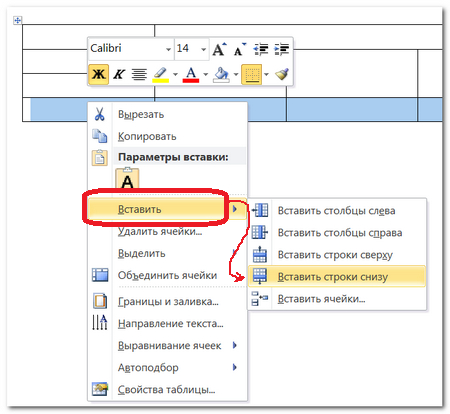 Calibri 14
Ж К А
Вырезать
Копировать
Параметры вставки:
А
Вставить
Удалить ячейки...
Выделить
Объединить ячейки
Границы и заливка...
Направление текста...
Выравнивание ячеек
Автоподбор
Свойства таблицы...
Вставить столбцы слева
Вставить столбцы справа
Вставить строки сверху
Вставить строки снизу
Вставить ячейки...